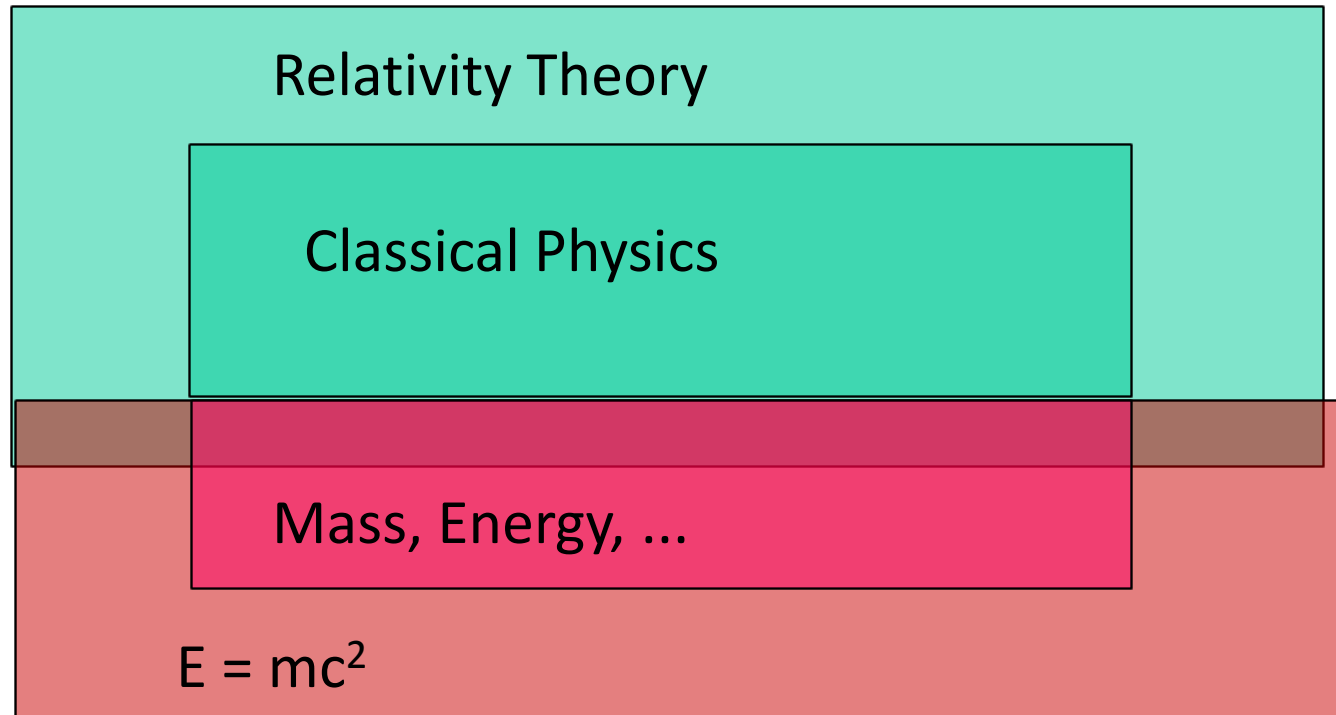 Relativity Theory
Classical Physics
Mass, Energy, ...
E = mc²